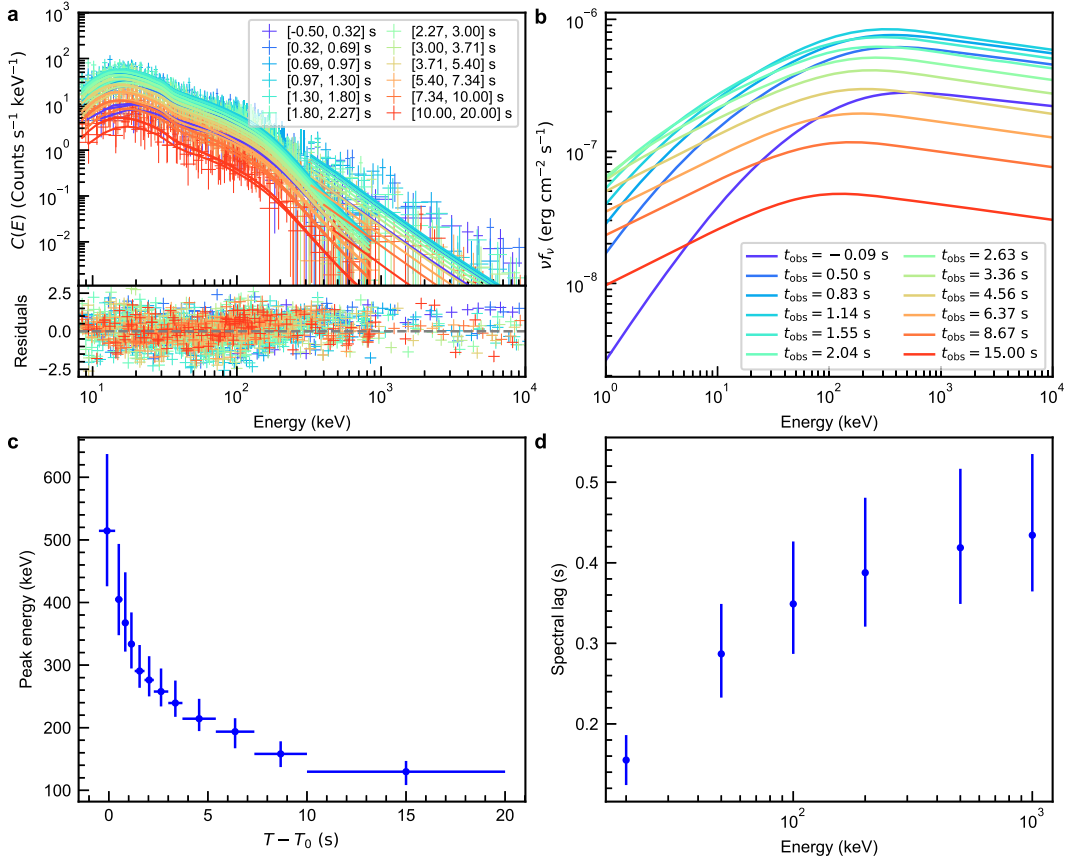 a
C(E) (Counts s⁻¹ keV⁻¹)
10³
10²
10¹
10⁰
10⁻¹
10⁻²
[-0.50, 0.32] s
[0.32, 0.69] s
[0.69, 0.97] s
[0.97, 1.30] s
[1.30, 1.80] s
[1.80, 2.27] s
[2.27, 3.00] s
[3.00, 3.71] s
[3.71, 5.40] s
[5.40, 7.34] s
[7.34, 10.00] s
[10.00, 20.00] s
Residuals
2.5
0.0
−2.5
10¹ 10² 10³ 10⁴
Energy (keV)
b
νfᵥ (erg cm⁻² s⁻¹)
10⁻⁶
10⁻⁷
10⁻⁸
t_obs = −0.09 s
t_obs = 0.50 s
t_obs = 0.83 s
t_obs = 1.14 s
t_obs = 1.55 s
t_obs = 2.04 s
t_obs = 2.63 s
t_obs = 3.36 s
t_obs = 4.56 s
t_obs = 6.37 s
t_obs = 8.67 s
t_obs = 15.00 s
10⁰ 10¹ 10² 10³ 10⁴
Energy (keV)
c
Peak energy (keV)
600
500
400
300
200
100
0 5 10 15 20
T − T₀ (s)
d
Spectral lag (s)
0.5
0.4
0.3
0.2
10² 10³
Energy (keV)